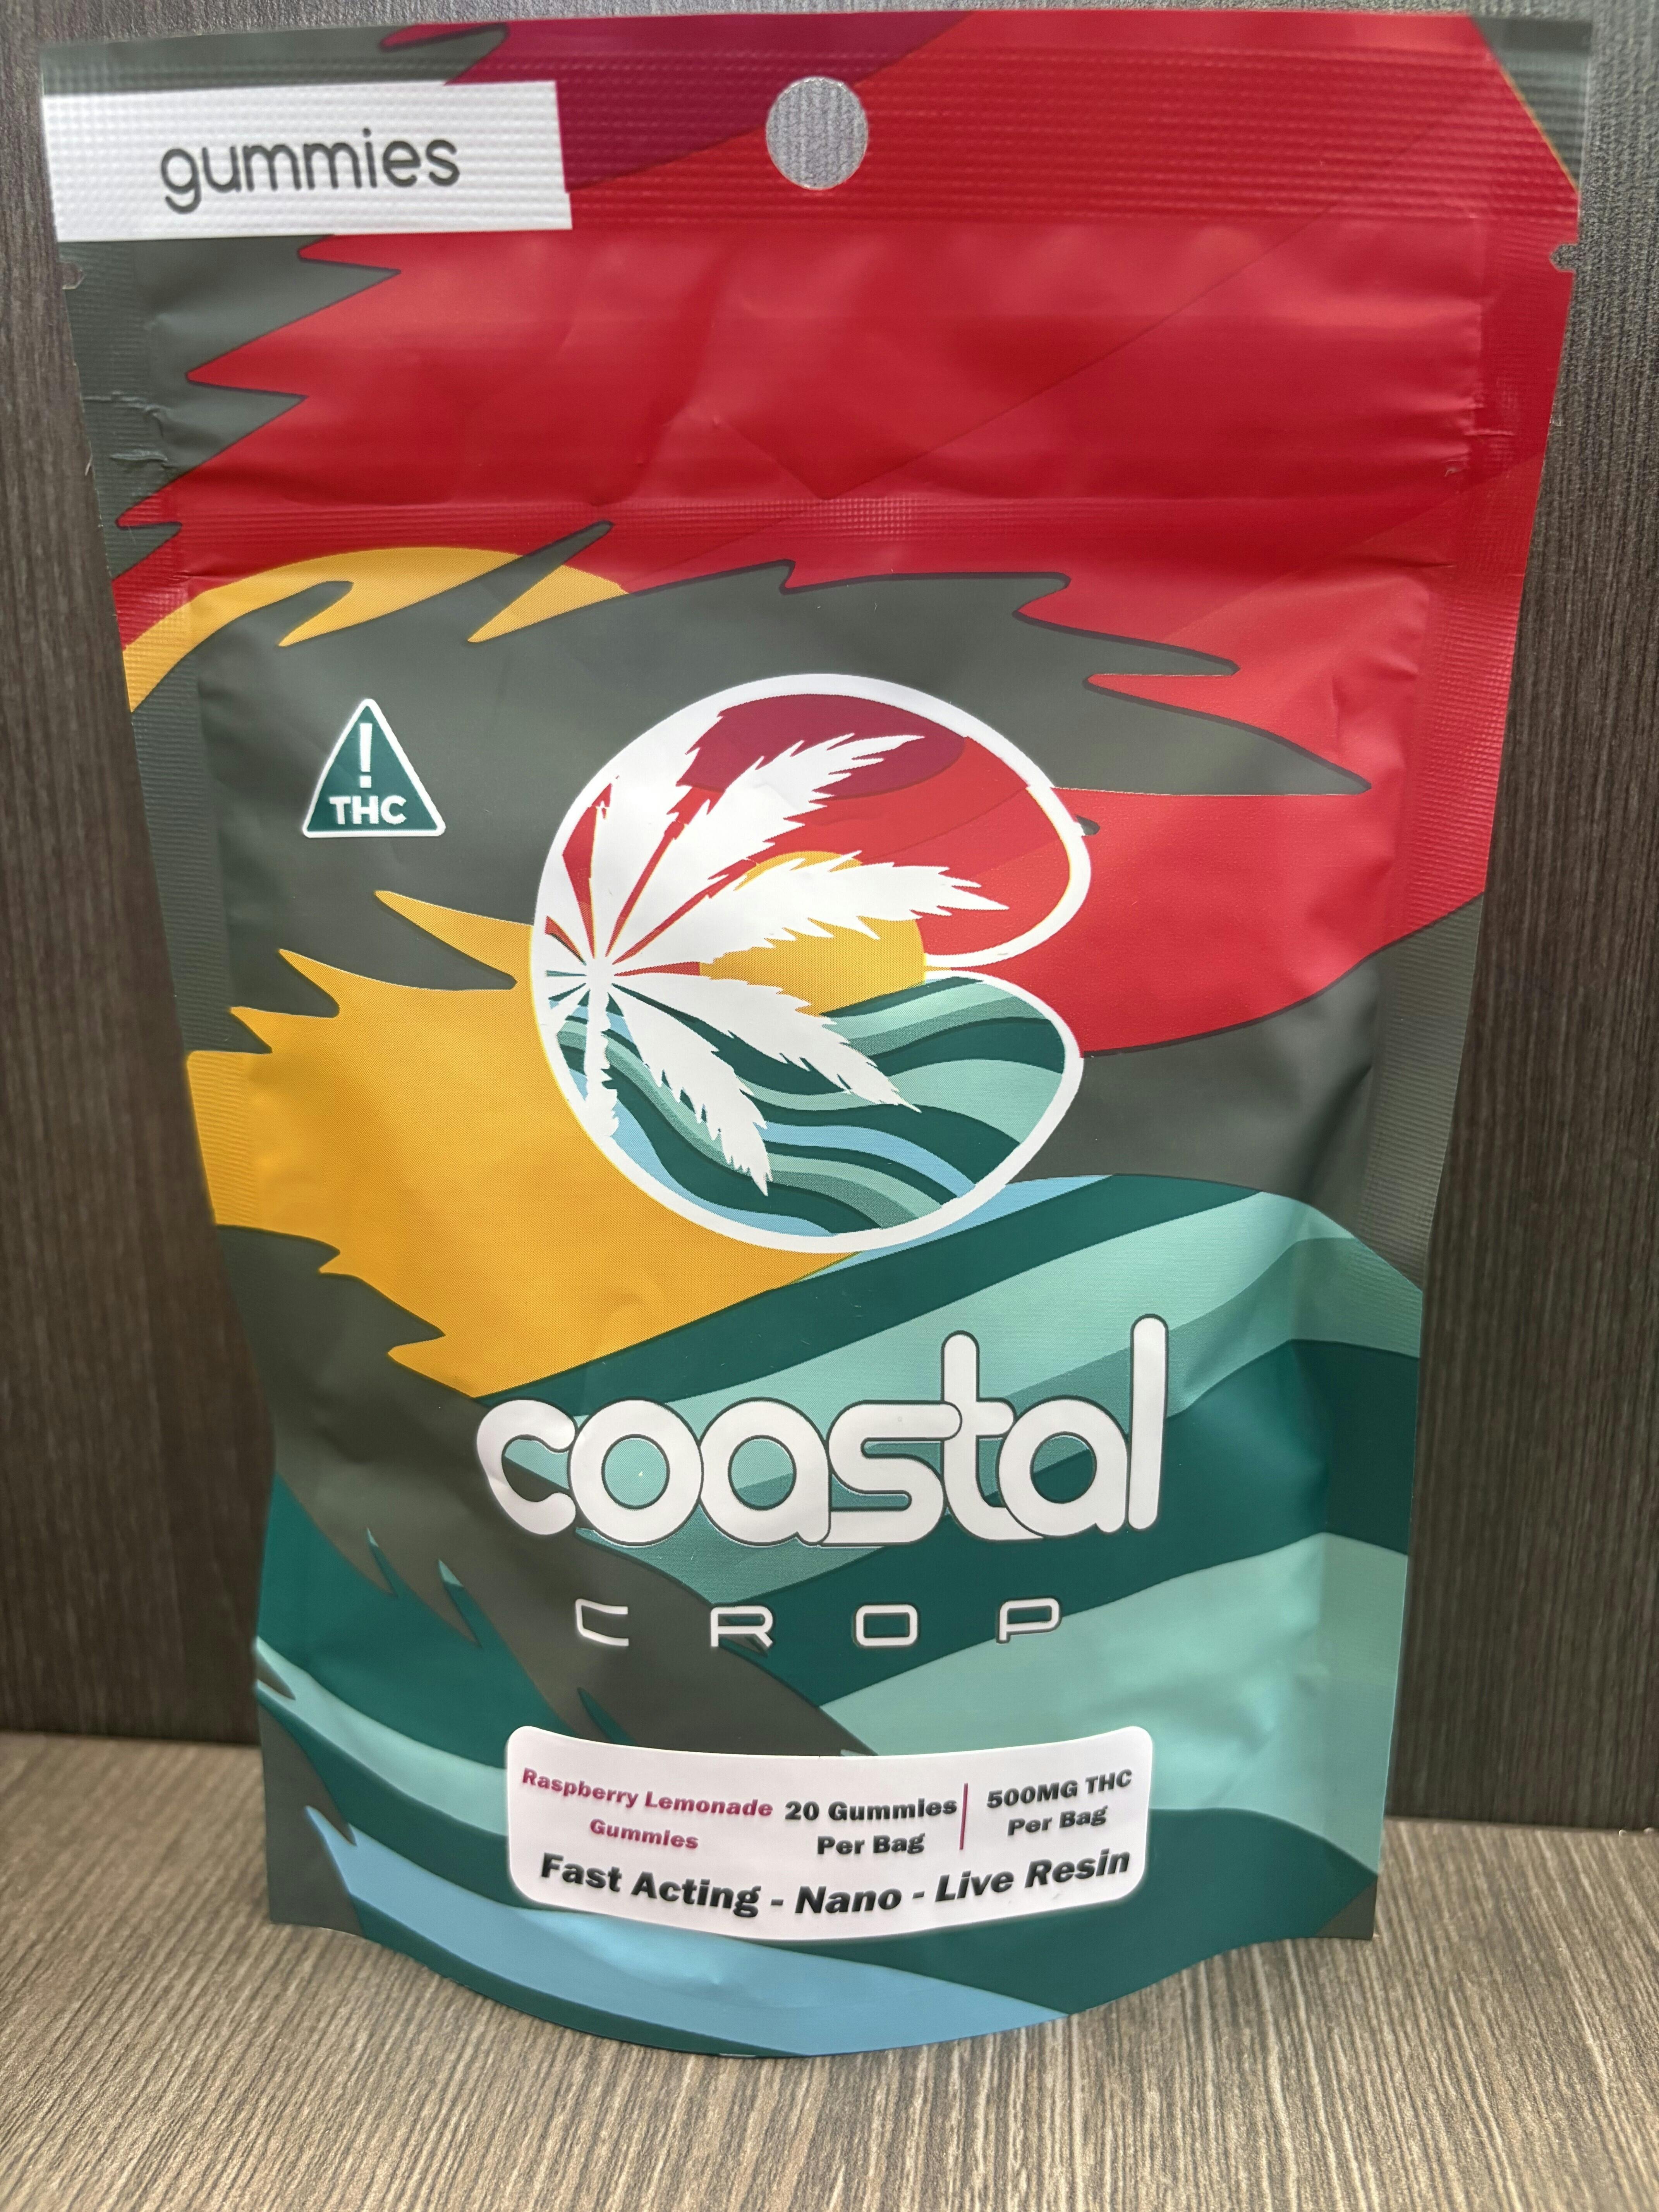 gummies
!
THC
coastal
CROP
Raspberry Lemonade
Gummies
20 Gummies
Per Bag
500MG THC
Per Bag
Fast Acting - Nano - Live Resin